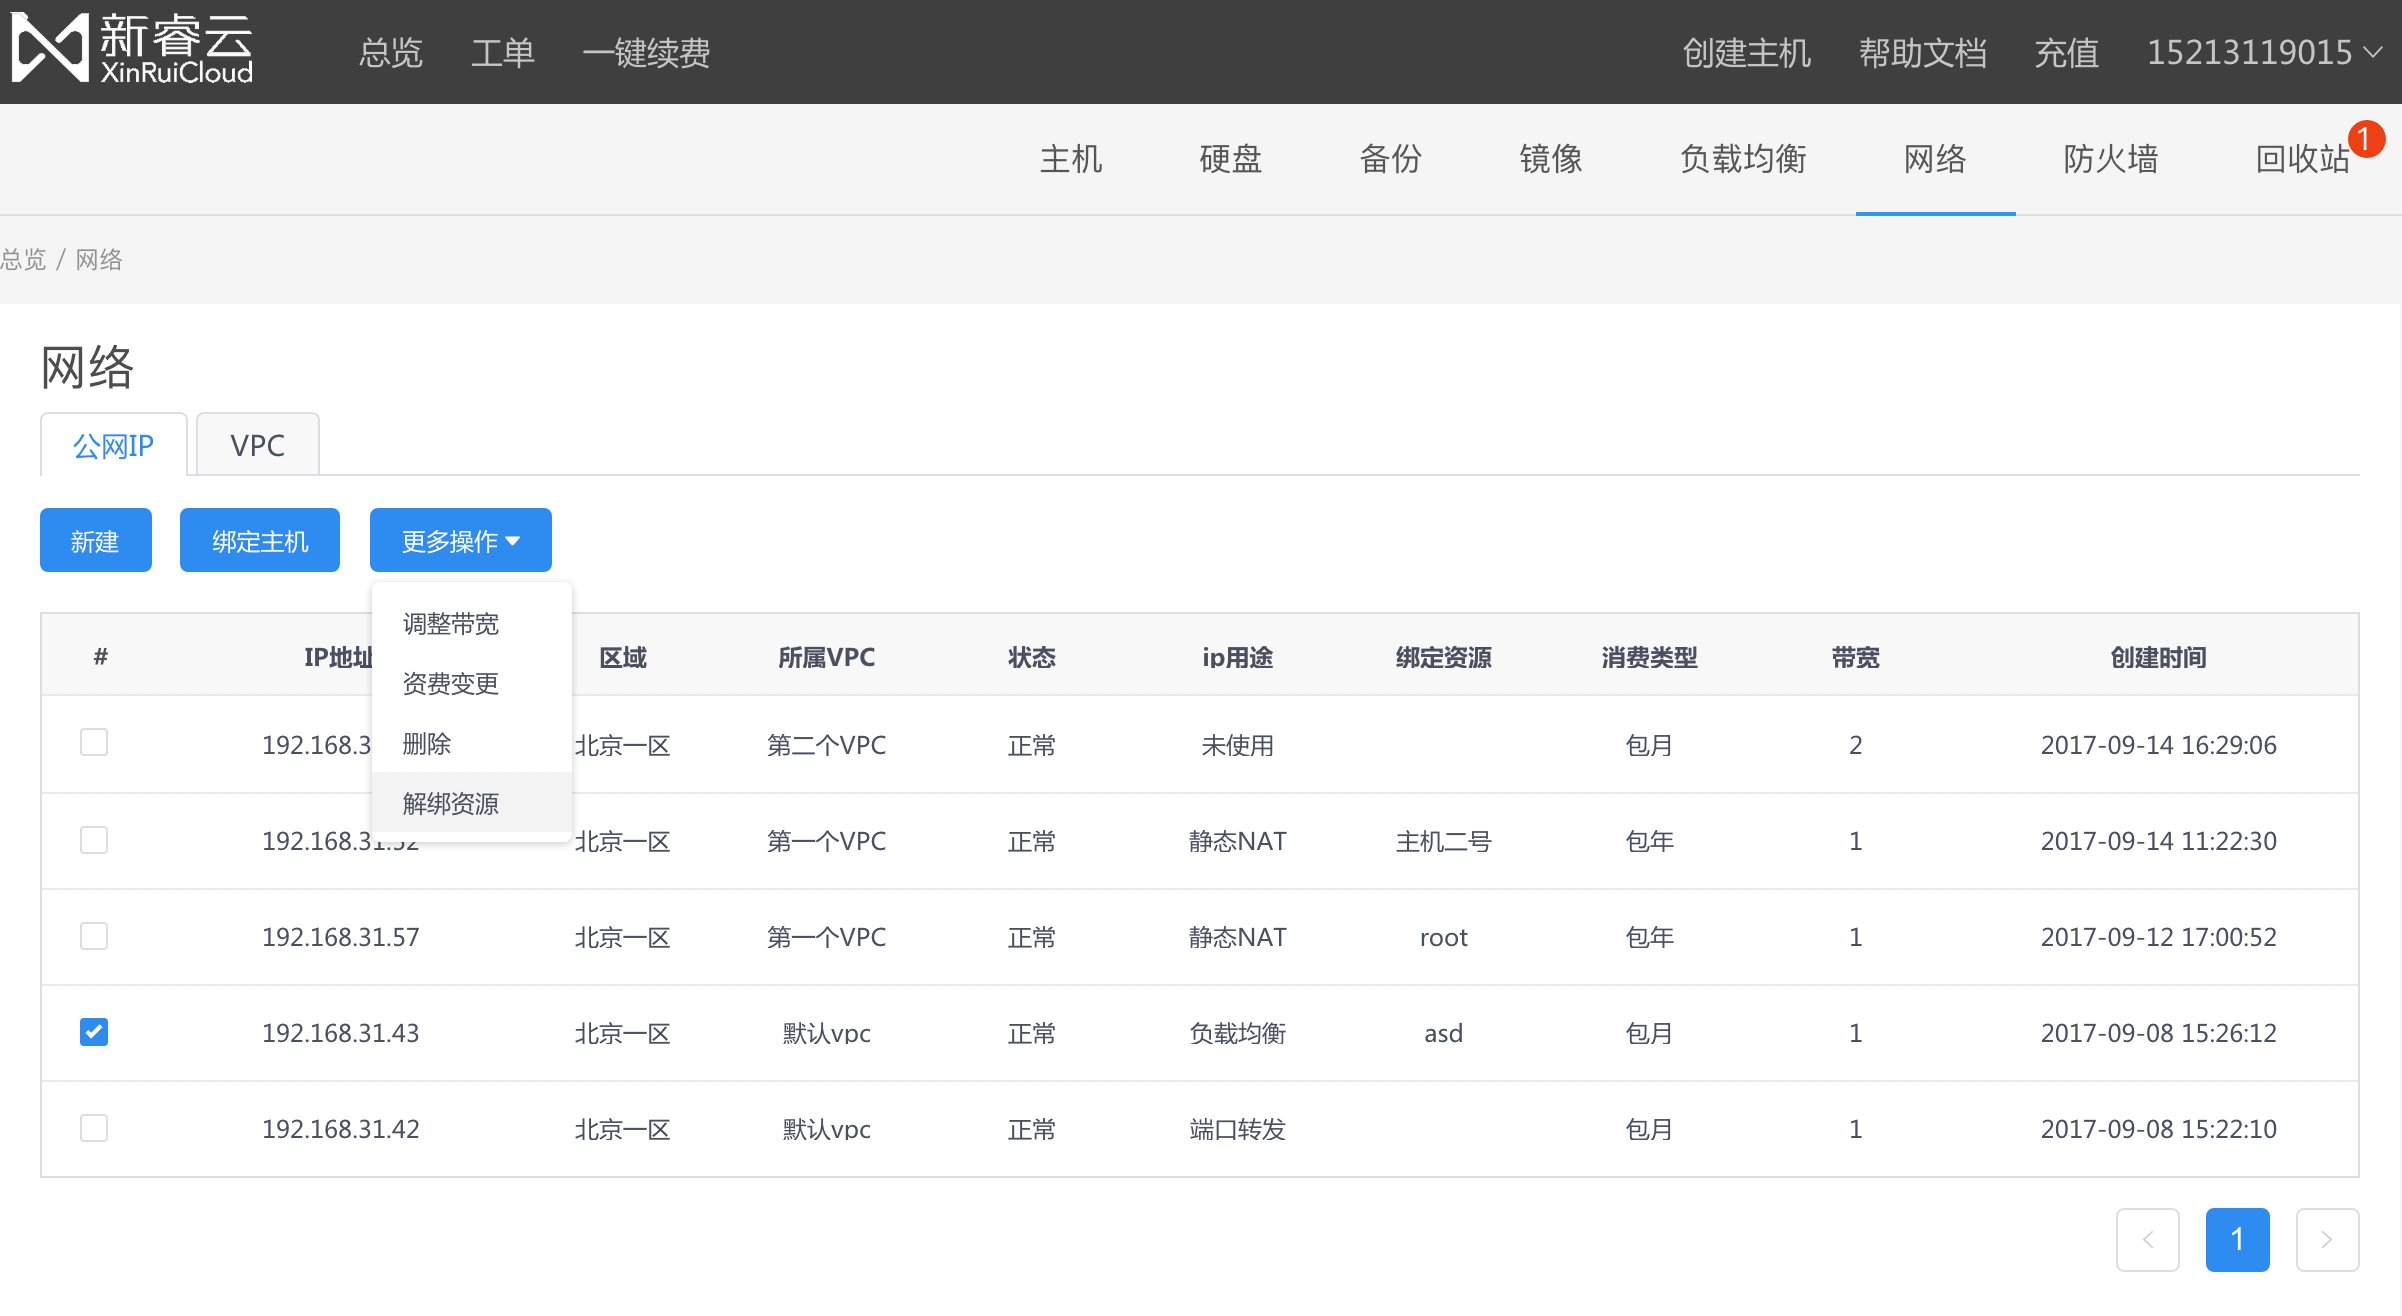 新睿云
XinRuiCloud
总览 工单 一键续费 创建主机 帮助文档 充值 15213119015
主机 硬盘 备份 镜像 负载均衡 网络 防火墙 回收站 1
总览 / 网络
网络
公网IP VPC
新建 绑定主机 更多操作
调整带宽
资费变更
删除
解绑资源
# IP地址 区域 所属VPC 状态 ip用途 绑定资源 消费类型 带宽 创建时间
192.168.3 北京一区 第二个VPC 正常 未使用 包月 2 2017-09-14 16:29:06
192.168.31.52 北京一区 第一个VPC 正常 静态NAT 主机二号 包年 1 2017-09-14 11:22:30
192.168.31.57 北京一区 第一个VPC 正常 静态NAT root 包年 1 2017-09-12 17:00:52
192.168.31.43 北京一区 默认vpc 正常 负载均衡 asd 包月 1 2017-09-08 15:26:12
192.168.31.42 北京一区 默认vpc 正常 端口转发 包月 1 2017-09-08 15:22:10
1